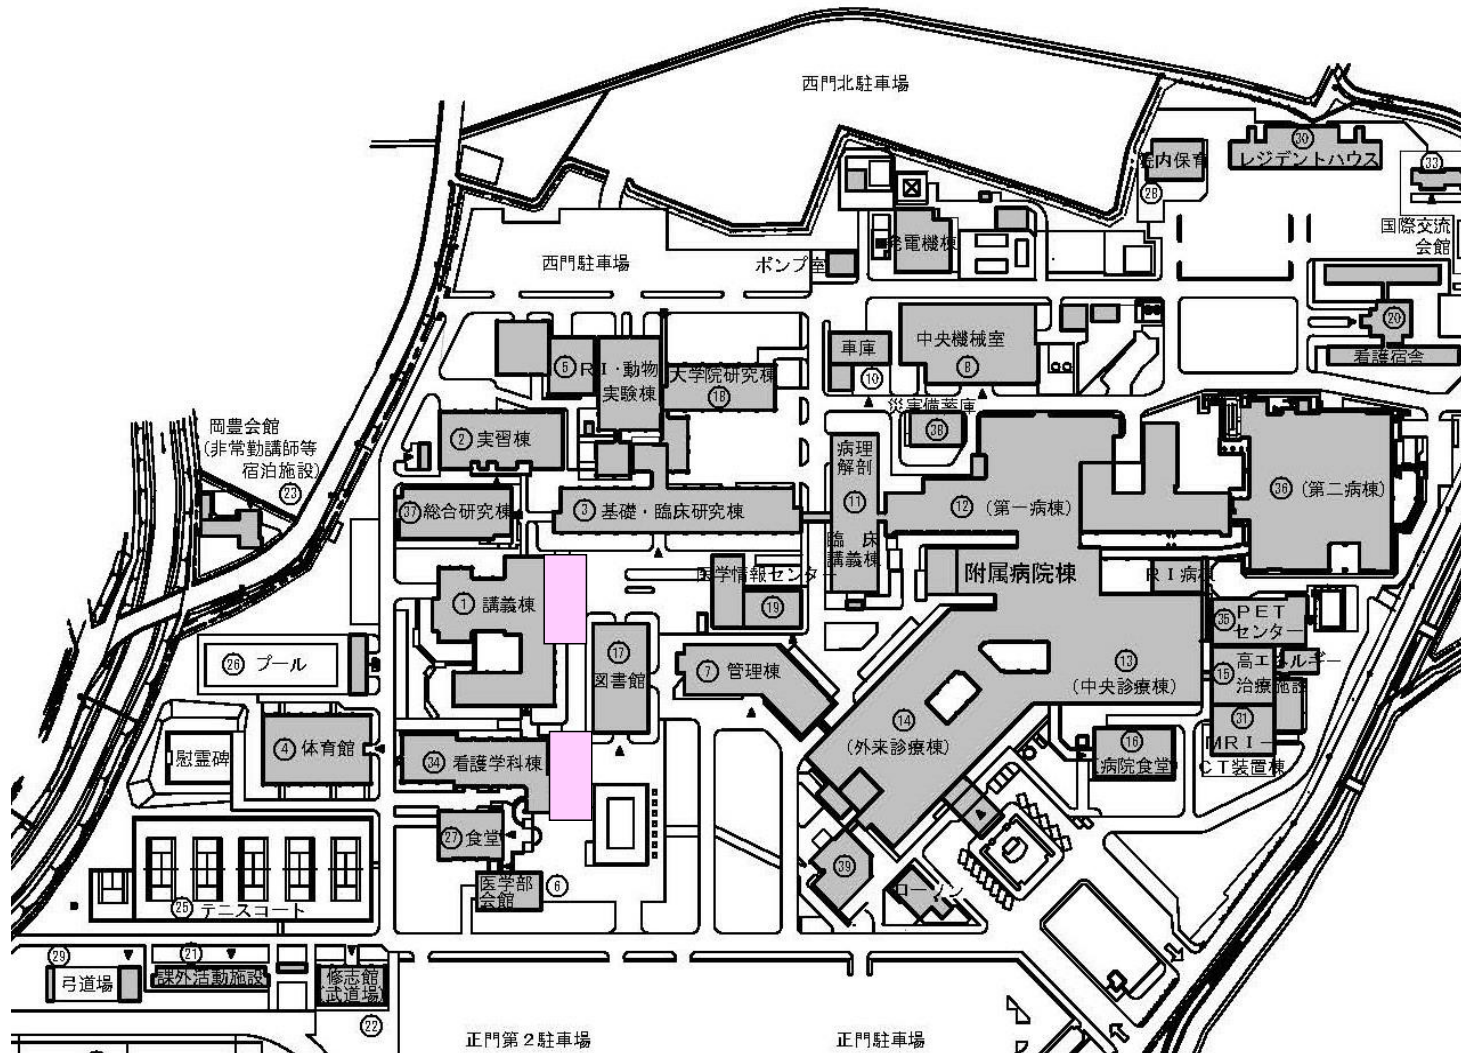 西門北駐車場
㉚
レジデントハウス
院内保育
㉘
㉝
国際交流
会館
発電機棟
西門駐車場
ポンプ室
⑳
看護宿舎
中央機械室
⑧
車庫
⑩
⑤
RI・動物
実験棟
大学院研究棟
⑱
災害備蓄庫
㊳
岡豊会館
(非常勤講師等
宿泊施設)
㉓
② 実習棟
病理
解剖
⑪
臨 床
講義棟
㊱ (第二病棟)
⑫ (第一病棟)
㊲ 総合研究棟
③ 基礎・臨床研究棟
医学情報センター
⑲
附属病院棟
RI病棟
① 講義棟
㉟ PET
センター
⑰
図書館
㉖ プール
⑦ 管理棟
⑬
(中央診療棟)
⑮ 高エネルギー
治療施設
⑭
(外来診療棟)
㉛
MRI−
CT装置棟
⑯
(病院食堂)
④ 体育館
慰霊碑
㉞ 看護学科棟
㉗ 食堂
医学部
会館
⑥
㊴
ローソン
㉕ テニスコート
㉙
弓道場
㉑
課外活動施設
修志館
(武道場)
㉒
正門第2駐車場
正門駐車場